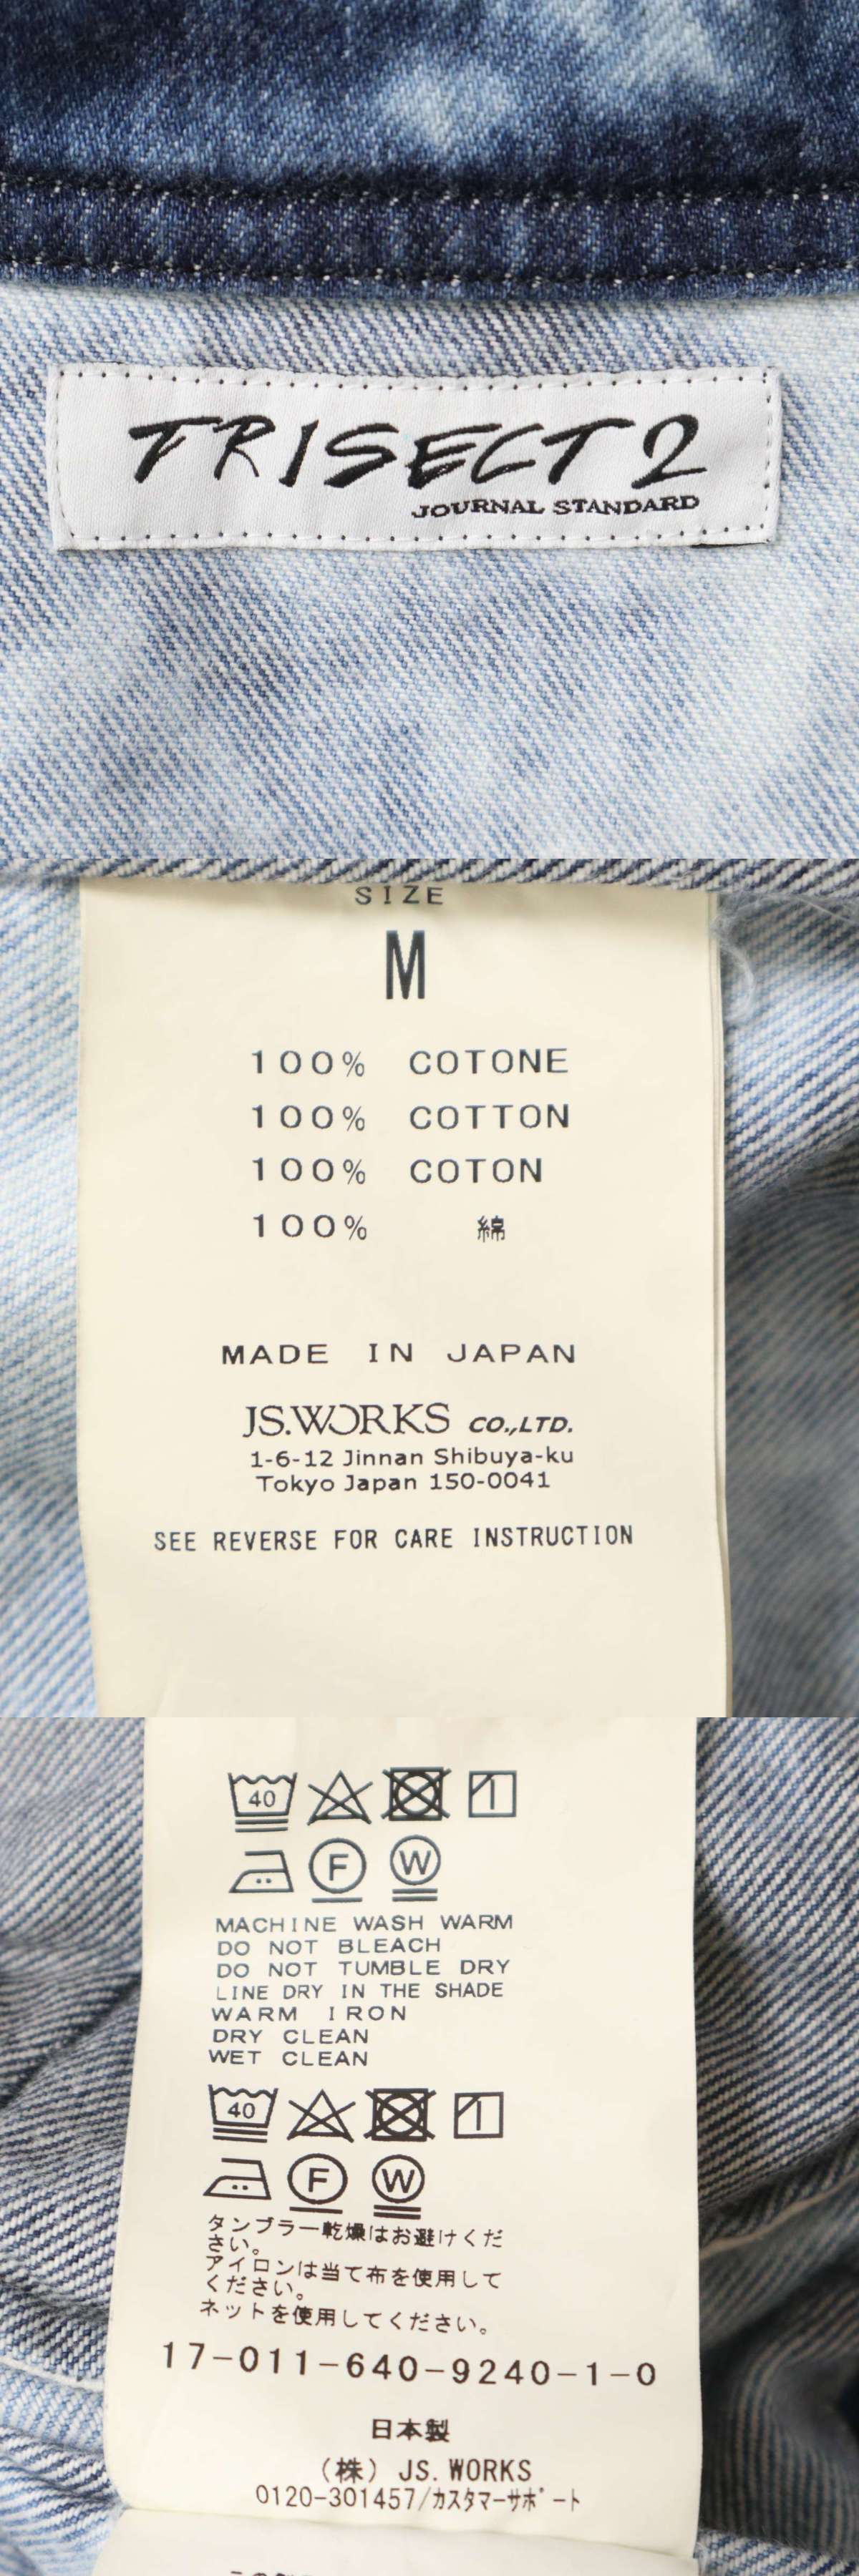 TRISECT 2
JOURNAL STANDARD
SIZE
M
100% COTONE
100% COTTON
100% COTON
100% 綿
MADE IN JAPAN
JS.WORKS CO.,LTD.
1-6-12 Jinnan Shibuya-ku
Tokyo Japan 150-0041
SEE REVERSE FOR CARE INSTRUCTION
40
F W
MACHINE WASH WARM
DO NOT BLEACH
DO NOT TUMBLE DRY
LINE DRY IN THE SHADE
WARM IRON
DRY CLEAN
WET CLEAN
40
F W
タンブラー乾燥はお避けくだ
さい。
アイロンは当て布を使用して
ください。
ネットを使用してください。
17-011-640-9240-1-0
日本製
（株）JS.WORKS
0120-301457/カスタマーサポート